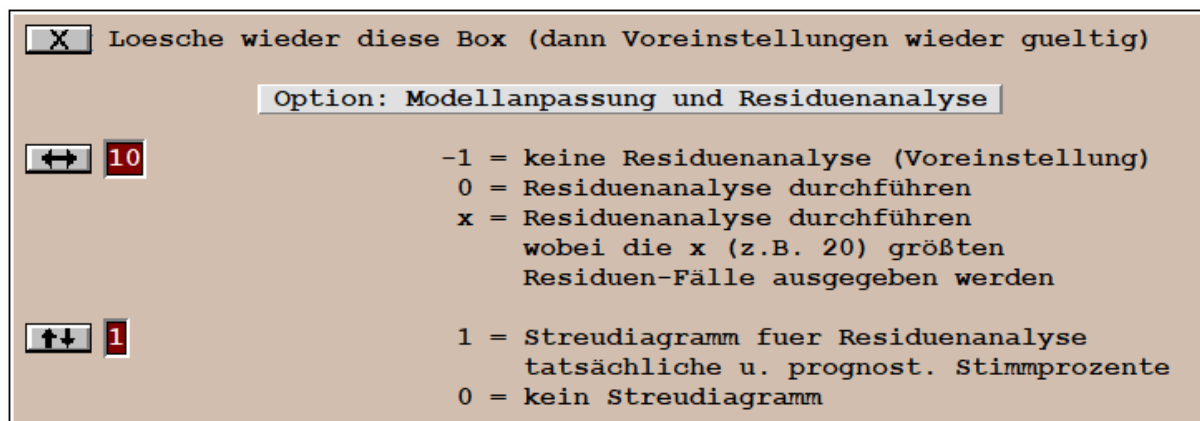 X Loesche wieder diese Box (dann Voreinstellungen wieder gueltig)
Option: Modellanpassung und Residuenanalyse
10 -1 = keine Residuenanalyse (Voreinstellung)
0 = Residuenanalyse durchführen
x = Residuenanalyse durchführen
wobei die x (z.B. 20) größten
Residuen-Fälle ausgegeben werden
1 1 = Streudiagramm fuer Residuenanalyse
tatsächliche u. prognost. Stimmprozente
0 = kein Streudiagramm